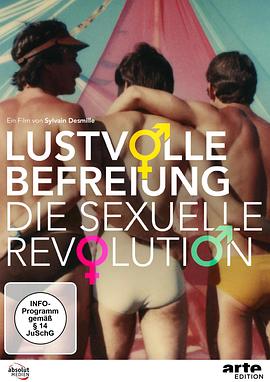 Ein Film von Sylvain Desmille
LUSTVOLLE
BEFREIUNG
DIE SEXUELLE
REVOLUTION
INFO-
Programm
gemäß
§ 14
JuSchG
absolut
MEDIEN
arte
EDITION